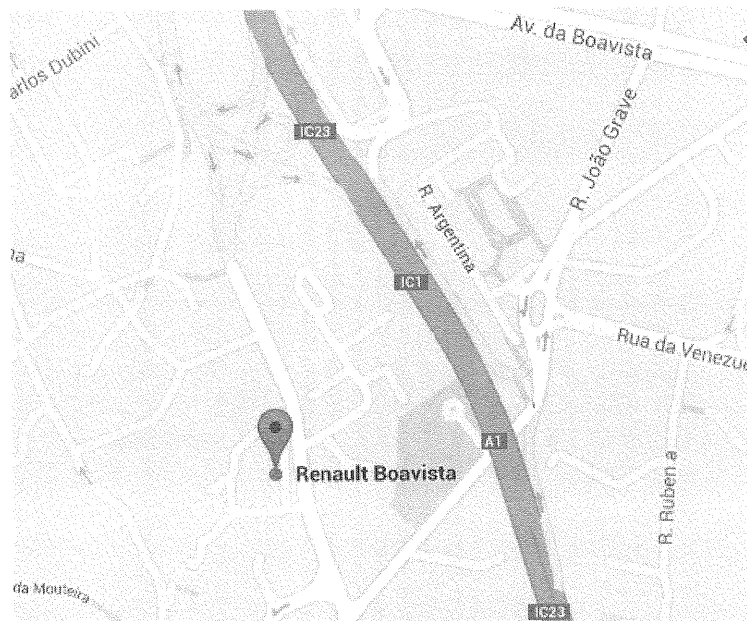 Av. da Boavista
arlos Dubini
IC23
R. João Grave
R. Argentina
IC1
Rua da Venezue
A1
Renault Boavista
R. Ruben a
da Mouteira
IC23